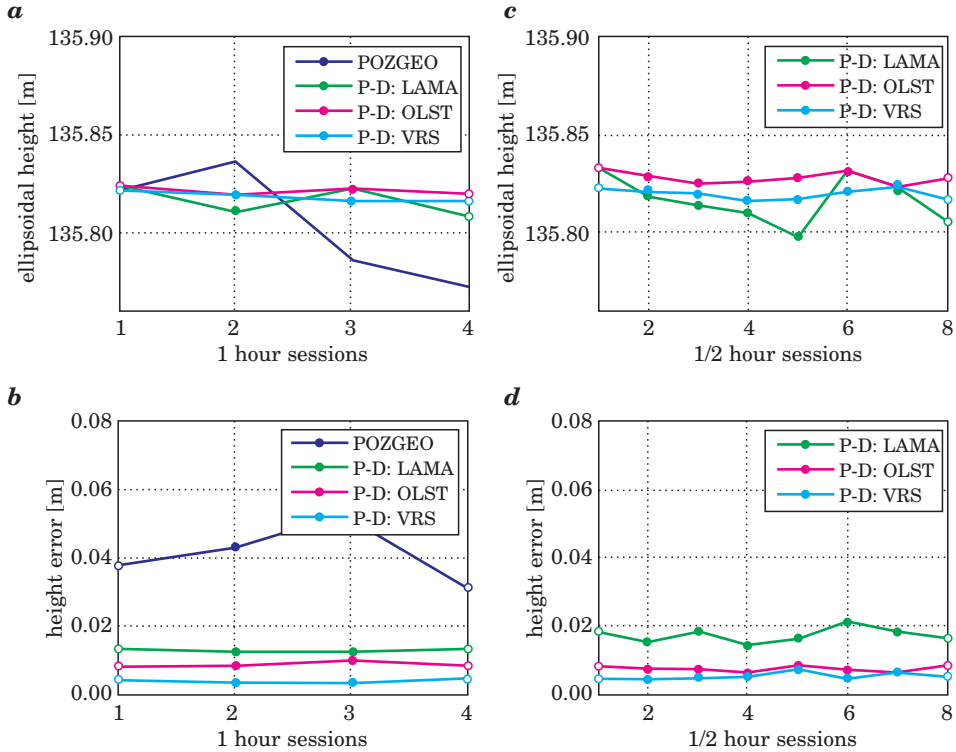 a
135.90
135.85
135.80
ellipsoidal height [m]
POZGEO
P-D: LAMA
P-D: OLST
P-D: VRS
1 2 3 4
1 hour sessions
c
135.90
135.85
135.80
ellipsoidal height [m]
P-D: LAMA
P-D: OLST
P-D: VRS
2 4 6 8
1/2 hour sessions
b
0.08
0.06
0.04
0.02
0.00
height error [m]
POZGEO
P-D: LAMA
P-D: OLST
P-D: VRS
1 2 3 4
1 hour sessions
d
0.08
0.06
0.04
0.02
0.00
height error [m]
P-D: LAMA
P-D: OLST
P-D: VRS
2 4 6 8
1/2 hour sessions